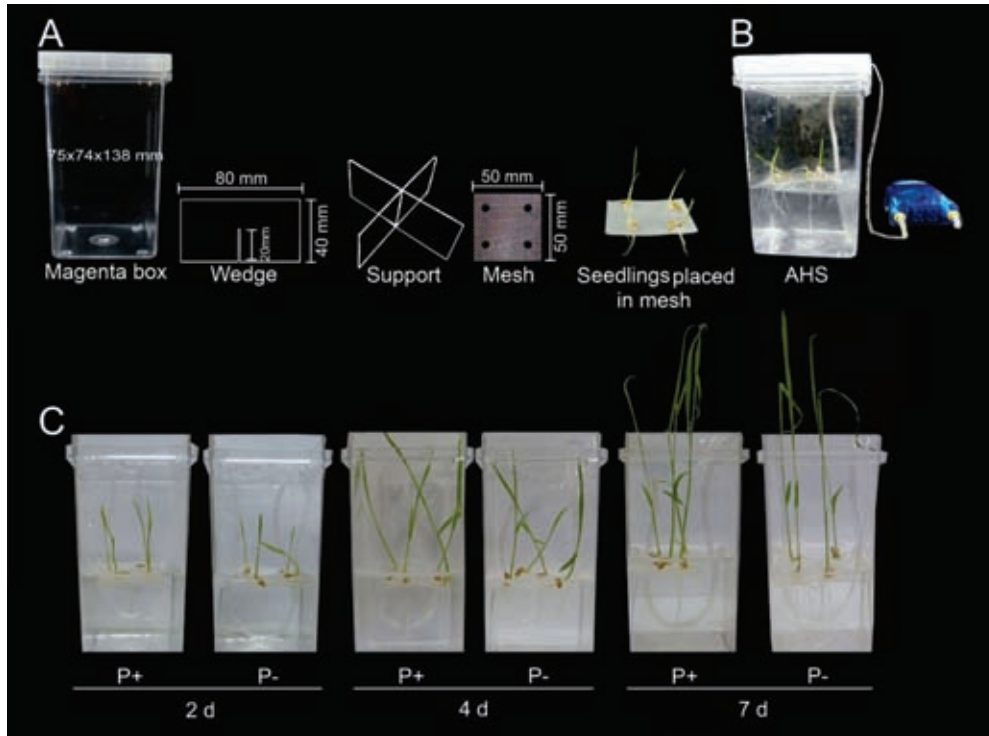 A
B
75x74x138 mm
80 mm
50 mm
20mm
40 mm
50 mm
Magenta box
Wedge
Support
Mesh
Seedlings placed
in mesh
AHS
C
P+
P-
P+
P-
P+
P-
2 d
4 d
7 d